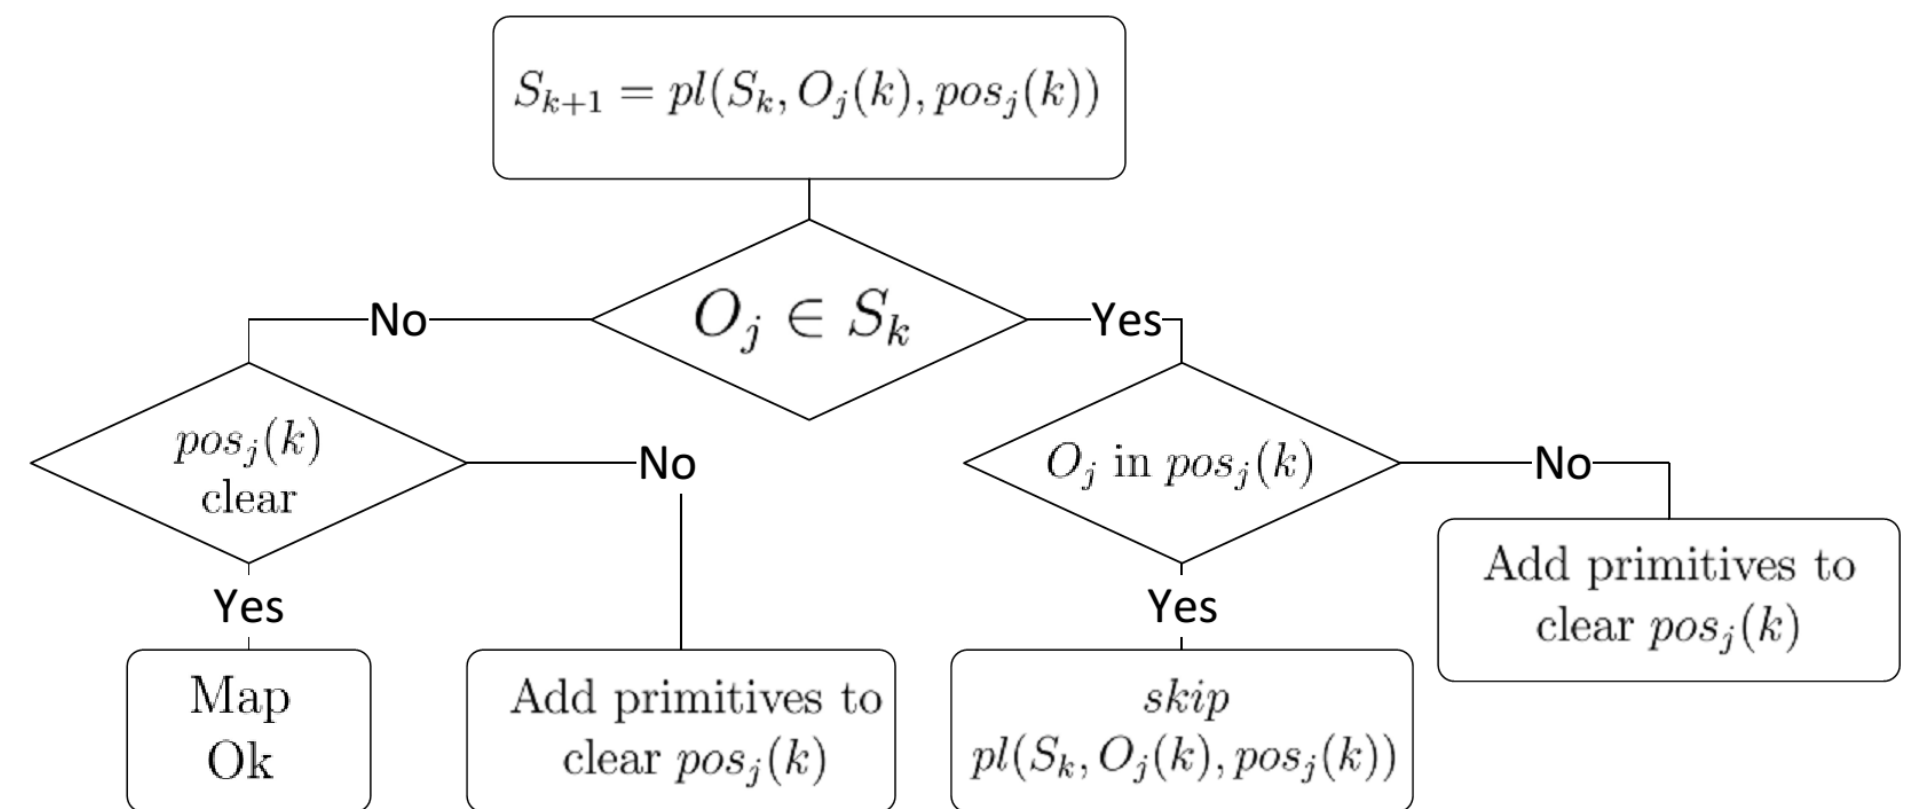 S_{k+1} = pl(S_k, O_j(k), pos_j(k))
O_j ∈ S_k
No
Yes
pos_j(k)
clear
No
O_j in pos_j(k)
No
Yes
Yes
Add primitives to
clear pos_j(k)
Map
Ok
Add primitives to
clear pos_j(k)
skip
pl(S_k, O_j(k), pos_j(k))